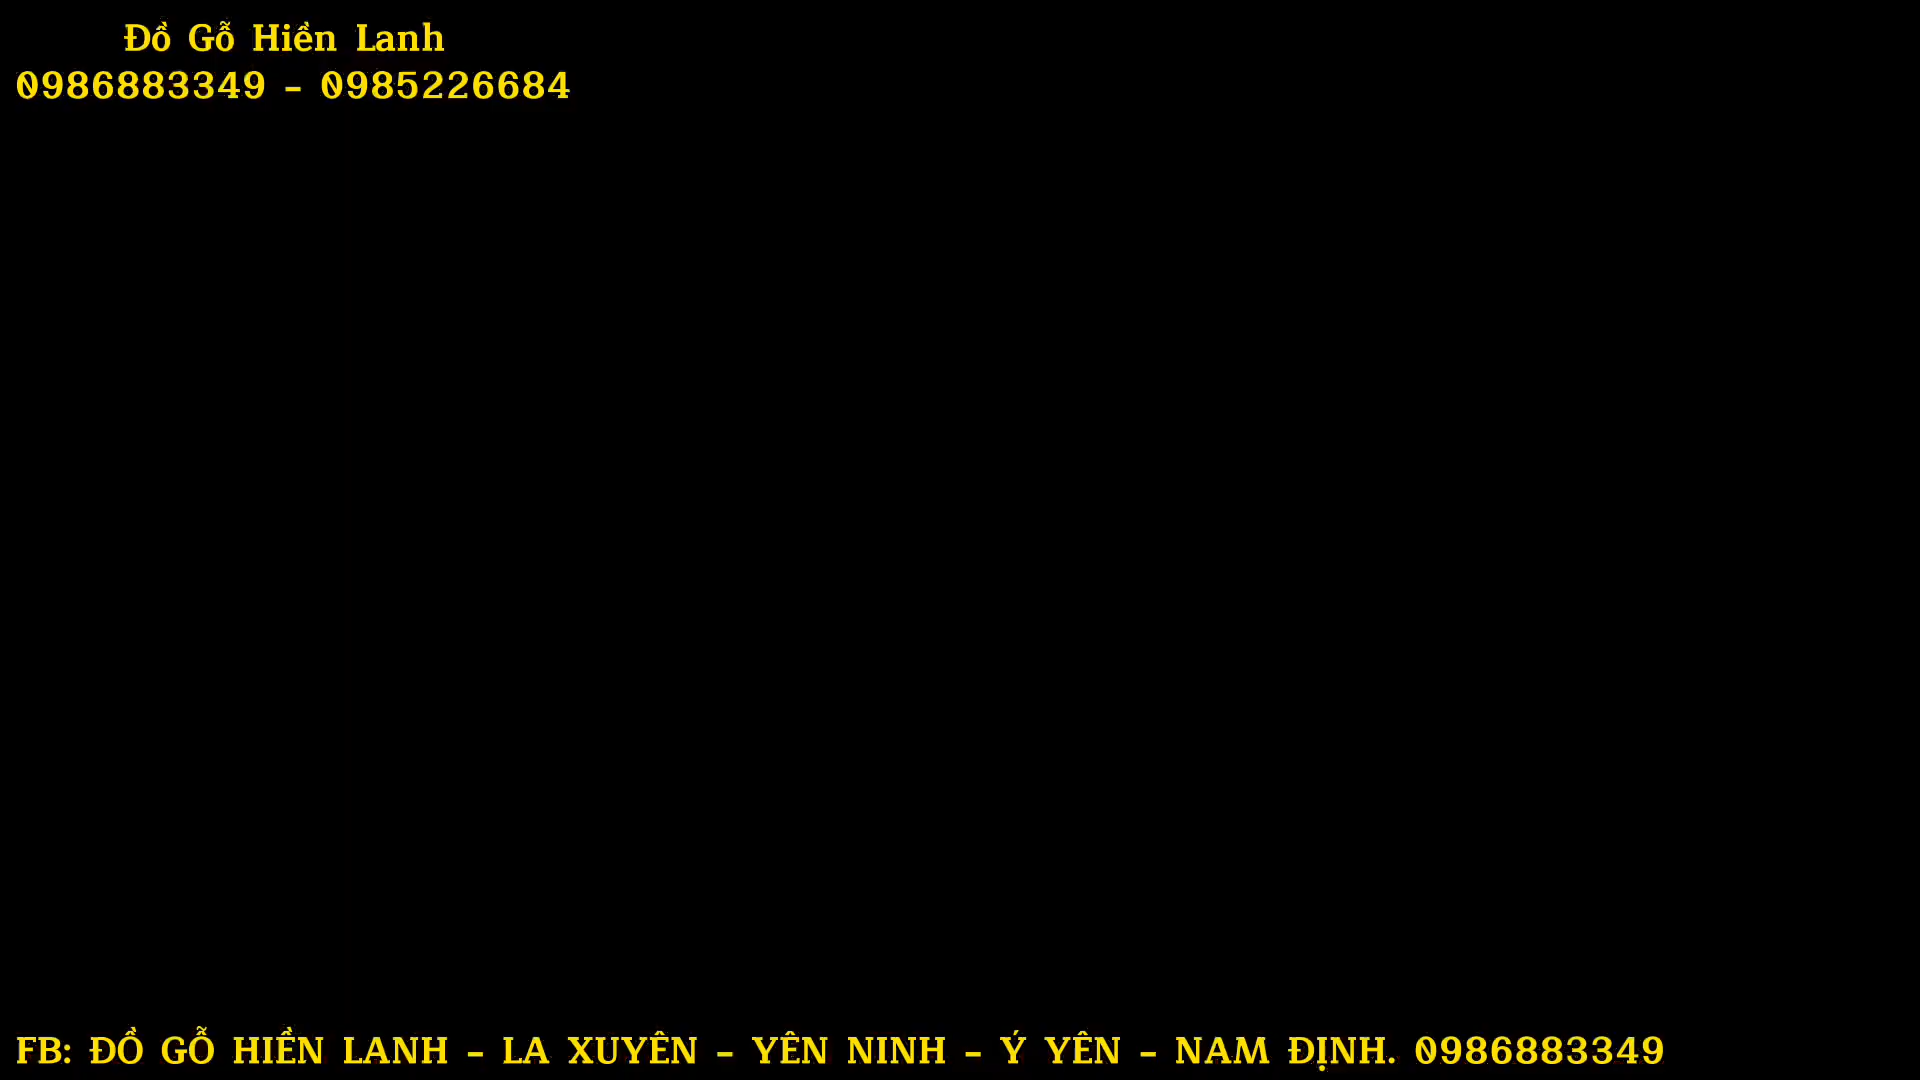 Đồ Gỗ Hiền Lanh
0986883349 - 0985226684
FB: ĐỒ GỖ HIỀN LANH - LA XUYÊN - YÊN NINH - Ý YÊN - NAM ĐỊNH. 0986883349